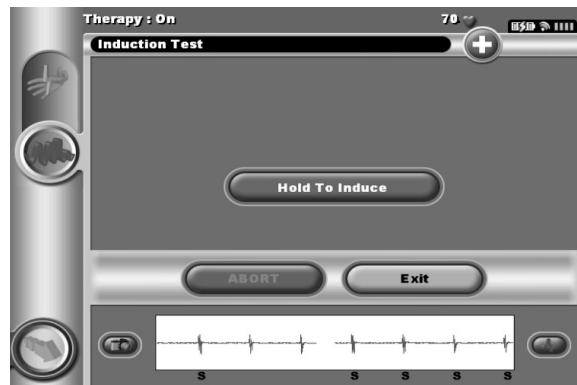 Therapy : On
70
Induction Test
Hold To Induce
ABORT
Exit
S S S S S